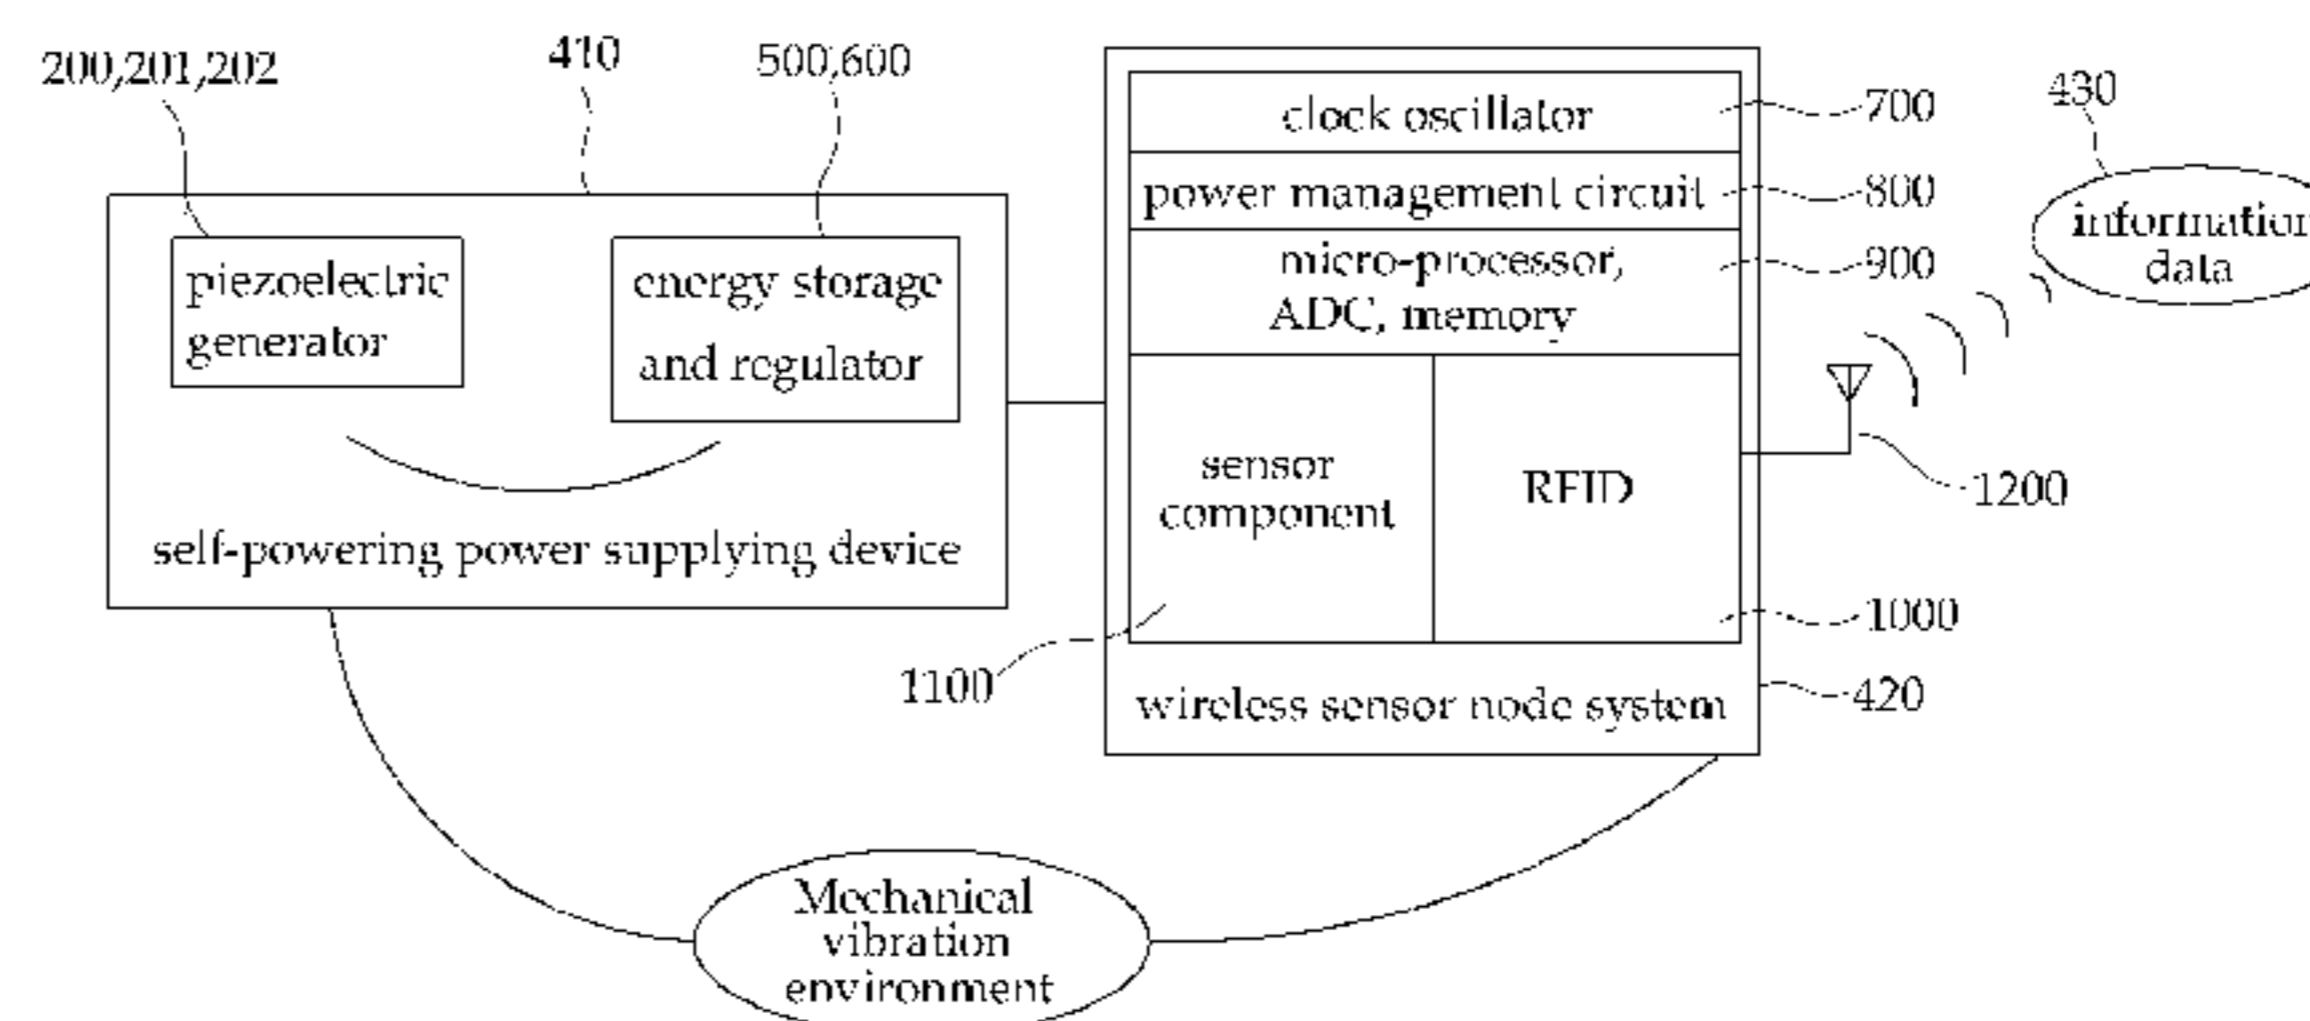 200,201,202
410
500,600
piezoelectric
generator
energy storage
and regulator
self-powering power supplying device
clock oscillator
700
power management circuit
800
micro-processor,
ADC, memory
900
sensor
component
RFID
1200
1000
1100
wireless sensor node system
420
430
information
data
Mechanical
vibration
environment